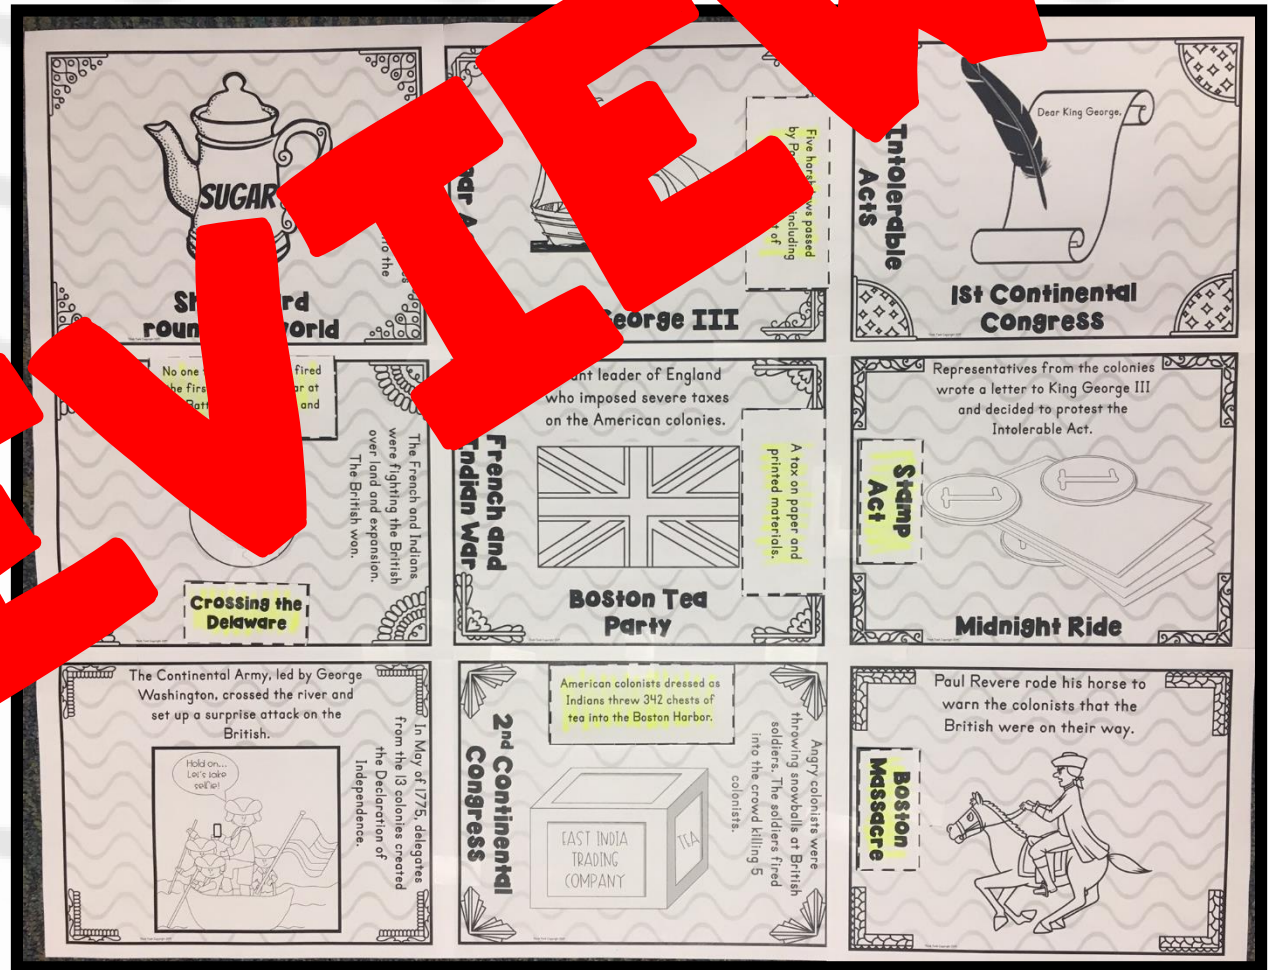 EVIEW
SUGAR
Sh rd
roun world
to the
ar A
George III
Five harsh laws passed
by including
of
Intolerable
Acts
Dear King George,
1st Continental
Congress
No one fired
the first at
Batt and
The French and Indians
were fighting the British
over land and expansion.
The British won.
Crossing the
Delaware
ant leader of England
who imposed severe taxes
on the American colonies.
French and
Indian War
A tax on paper and
printed materials.
Boston Tea
Party
Representatives from the colonies
wrote a letter to King George III
and decided to protest the
Intolerable Act.
Stamp
Act
Midnight Ride
The Continental Army, led by George
Washington, crossed the river and
set up a surprise attack on the
British.
Hold on...
Let's take
selfie!
In May of 1775, delegates
from the 13 colonies created
the Declaration of
Independence.
2nd Continental
Congress
American colonists dressed as
Indians threw 342 chests of
tea into the Boston Harbor.
EAST INDIA
TRADING
COMPANY
TEA
Angry colonists were
throwing snowballs at British
soldiers. The soldiers fired
into the crowd killing 5
colonists.
Paul Revere rode his horse to
warn the colonists that the
British were on their way.
Boston
Massacre